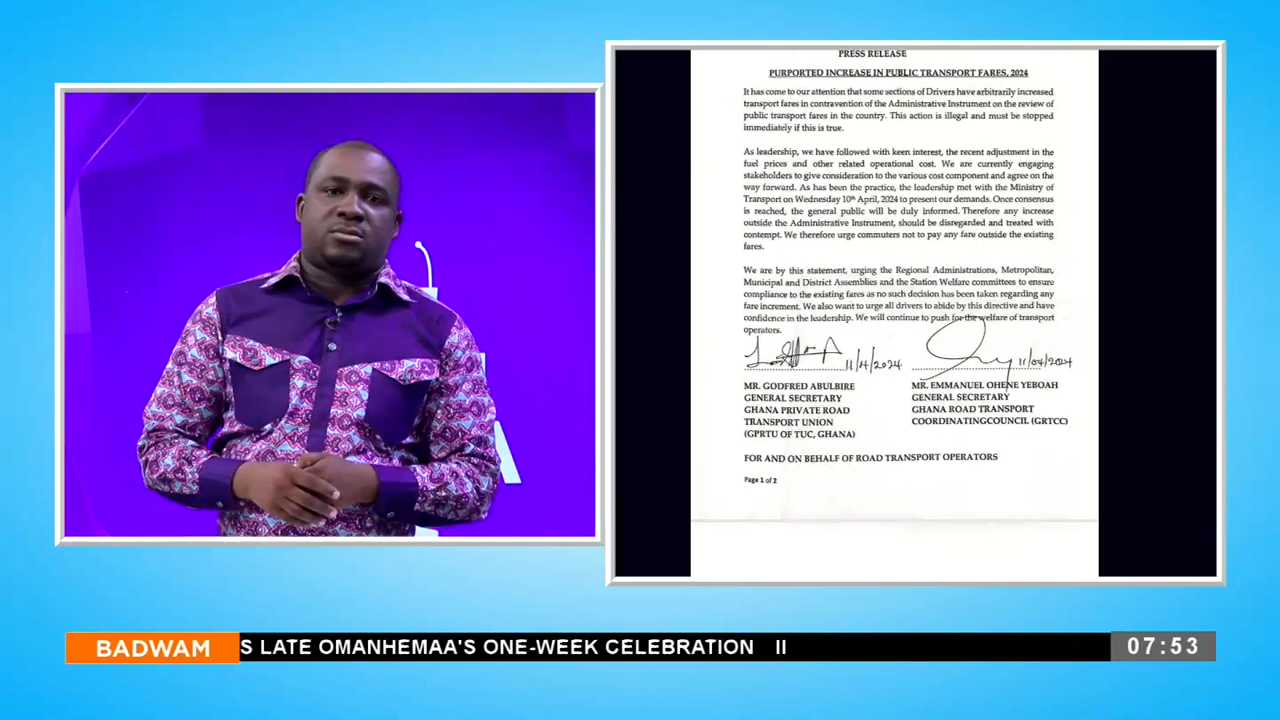 PRESS RELEASE
PURPORTED INCREASE IN PUBLIC TRANSPORT FARES, 2024
It has come to our attention that some sections of Drivers have arbitrarily increased
transport fares in contravention of the Administrative Instrument on the review of
public transport fares in the country. This action is illegal and must be stopped
immediately if this is true.
As leadership, we have followed with keen interest, the recent adjustment in the
fuel prices and other related operational cost. We are currently engaging
stakeholders to give consideration to the various cost component and agree on the
way forward. As has been the practice, the leadership met with the Ministry of
Transport on Wednesday 10th April, 2024 to present our demands. Once consensus
is reached, the general public will be duly informed. Therefore any increase
outside the Administrative Instrument, should be disregarded and treated with
contempt. We therefore urge commuters not to pay any fare outside the existing
fares.
We are by this statement, urging the Regional Administrations, Metropolitan,
Municipal and District Assemblies and the Station Welfare committees to ensure
compliance to the existing fares as no such decision has been taken regarding any
fare increment. We also want to urge all drivers to abide by this directive and have
confidence in the leadership. We will continue to push for the welfare of transport
operators.
11/4/2024
11/04/2024
MR. GODFRED ABULBIRE
GENERAL SECRETARY
GHANA PRIVATE ROAD
TRANSPORT UNION
(GPRTU OF TUC, GHANA)
MR. EMMANUEL OHENE YEBOAH
GENERAL SECRETARY
GHANA ROAD TRANSPORT
COORDINATINGCOUNCIL (GRTCC)
FOR AND ON BEHALF OF ROAD TRANSPORT OPERATORS
Page 1 of 2
BADWAM
S LATE OMANHEMAA'S ONE-WEEK CELEBRATION II
07:53